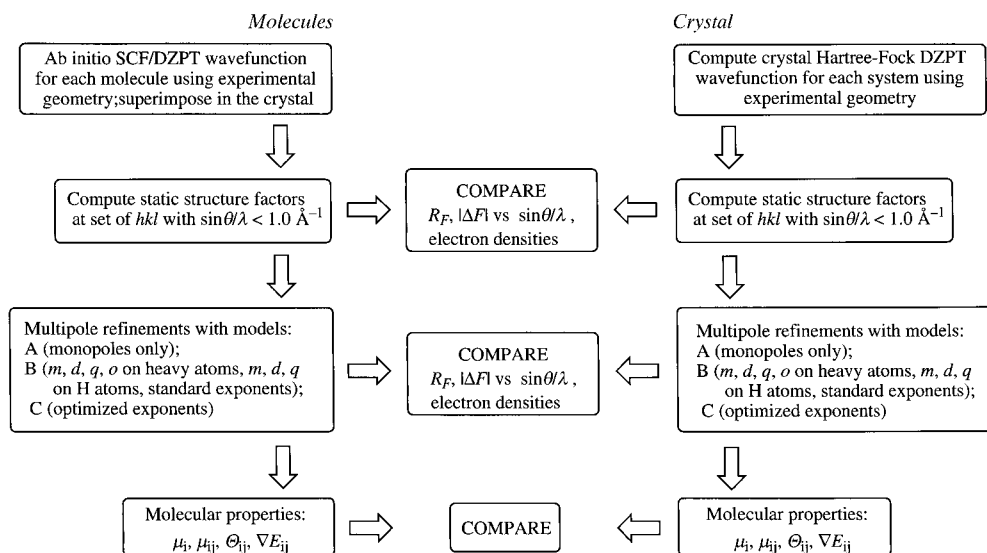 Molecules
Crystal
Ab initio SCF/DZPT wavefunction
for each molecule using experimental
geometry;superimpose in the crystal
Compute crystal Hartree-Fock DZPT
wavefunction for each system using
experimental geometry
Compute static structure factors
at set of hkl with sinθ/λ < 1.0 Å⁻¹
COMPARE
R_F, |ΔF| vs sinθ/λ ,
electron densities
Compute static structure factors
at set of hkl with sinθ/λ < 1.0 Å⁻¹
Multipole refinements with models:
A (monopoles only);
B (m, d, q, o on heavy atoms, m, d, q
on H atoms, standard exponents);
C (optimized exponents)
COMPARE
R_F, |ΔF| vs sinθ/λ ,
electron densities
Multipole refinements with models:
A (monopoles only);
B (m, d, q, o on heavy atoms, m, d, q
on H atoms, standard exponents);
C (optimized exponents)
Molecular properties:
μ_i, μ_ij, Θ_ij, ∇E_ij
COMPARE
Molecular properties:
μ_i, μ_ij, Θ_ij, ∇E_ij